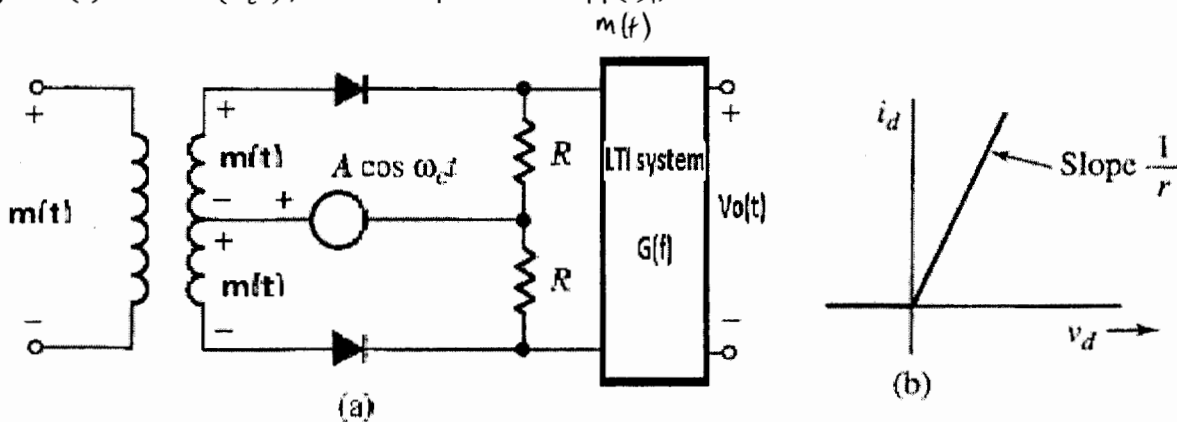 m(t)
+
−
m(t)
+
m(t)
−
+
m(t)
−
+
A cos ω_c t
R
R
LTI system
G(f)
+
Vo(t)
−
(a)
i_d
Slope 1/r
v_d
(b)